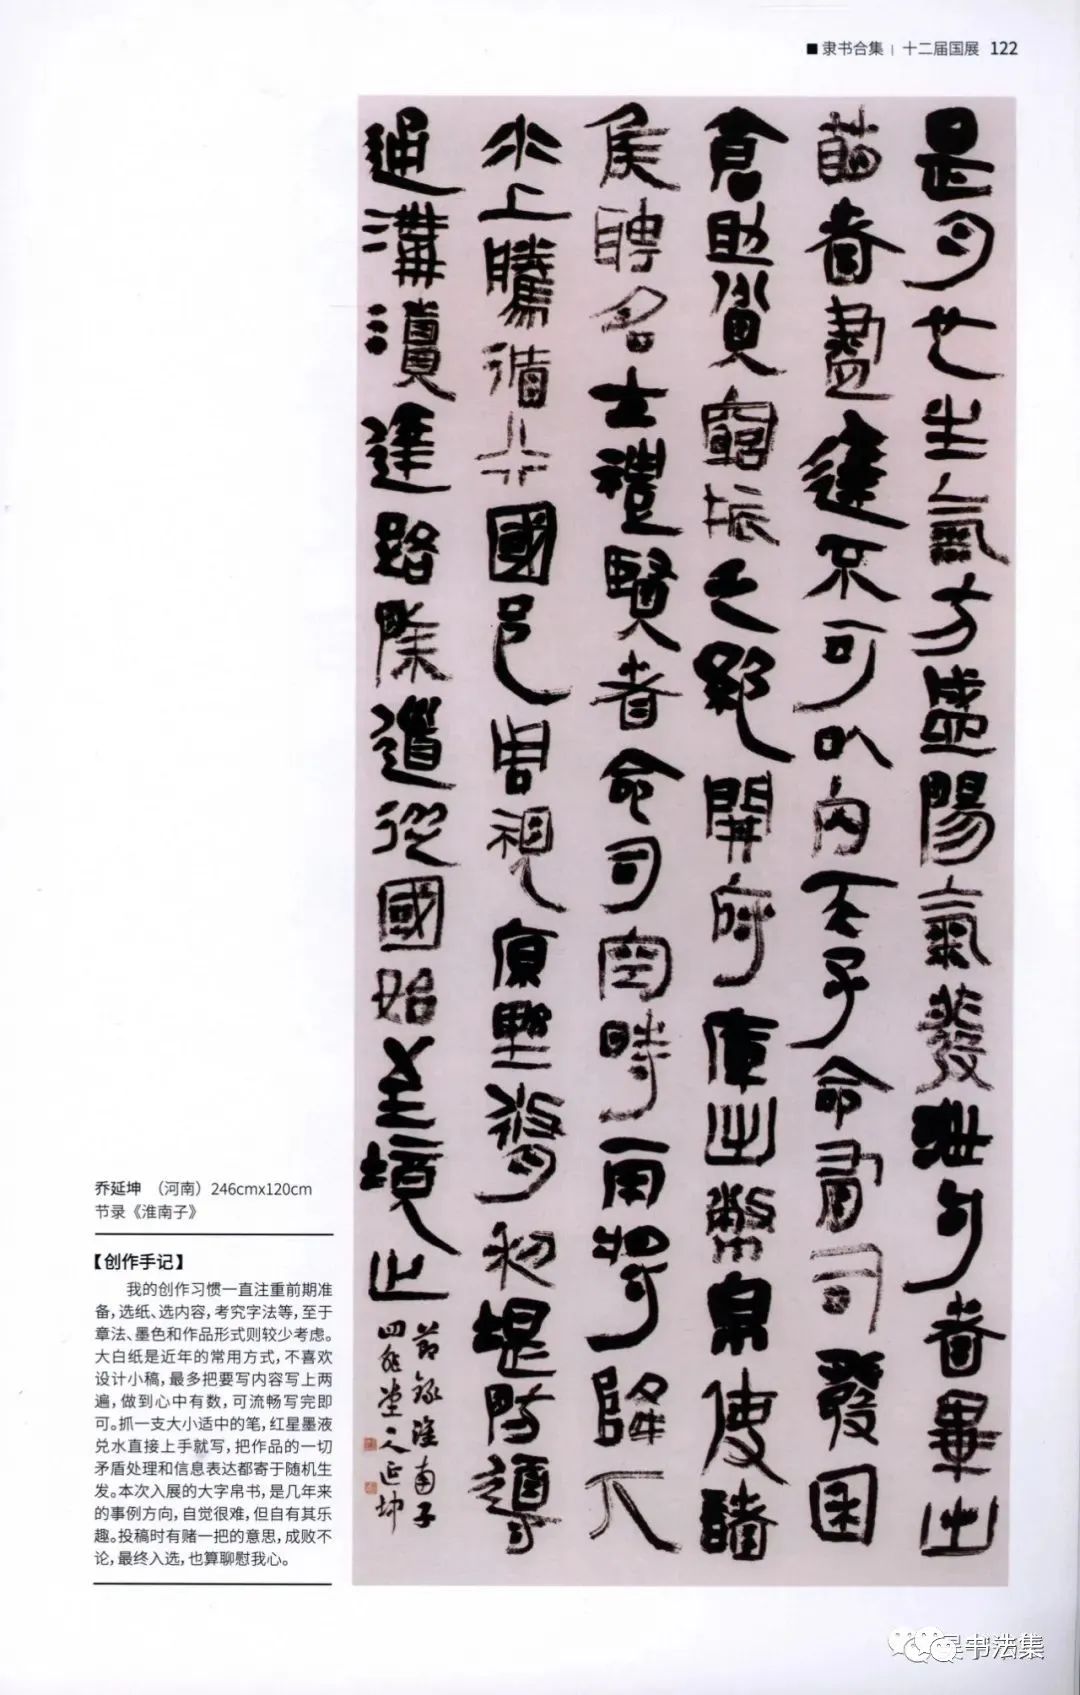 ■隶书合集 | 十二届国展 122
是月也生氣方盛陽氣發泄句者畢出
萌者盡達不可以内天子命有司發囷
倉助貧窮振乏絕開府庫出幣帛使諸
侯聘名士禮賢者命司空時雨將降下
水上騰循行國邑周視原野修利堤防導
通溝瀆達路除道從國始至境止
節錄淮南子
四堂人延坤
乔延坤 （河南）246cmx120cm
节录《淮南子》
【创作手记】
我的创作习惯一直注重前期准
备，选纸、选内容，考究字法等，至于
章法、墨色和作品形式则较少考虑。
大白纸是近年的常用方式，不喜欢
设计小稿，最多把要写内容写上两
遍，做到心中有数，可流畅写完即
可。抓一支大小适中的笔，红星墨液
兑水直接上手就写，把作品的一切
矛盾处理和信息表达都寄于随机生
发。本次入展的大字帛书，是几年来
的事例方向，自觉很难，但自有其乐
趣。投稿时有赌一把的意思，成败不
论，最终入选，也算聊慰我心。
书法集